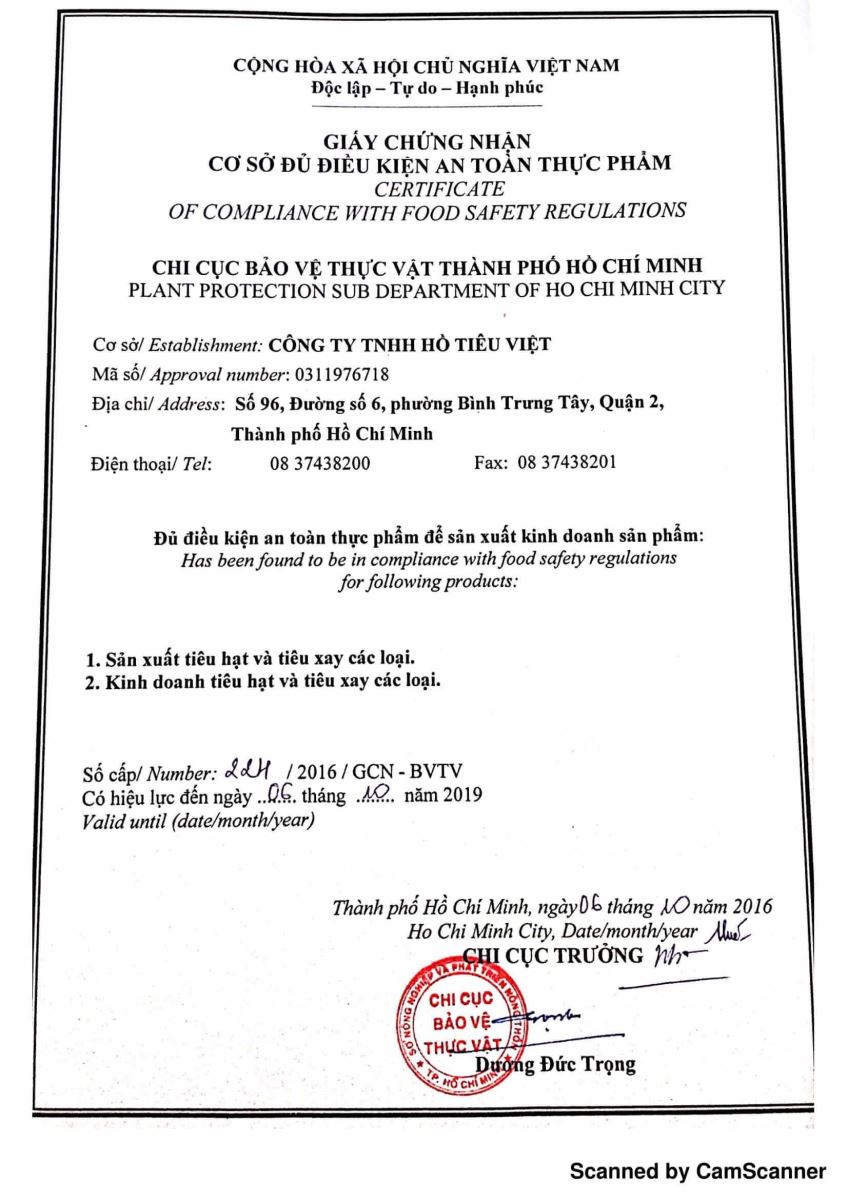 CỘNG HÒA XÃ HỘI CHỦ NGHĨA VIỆT NAM
Độc lập – Tự do – Hạnh phúc
GIẤY CHỨNG NHẬN
CƠ SỞ ĐỦ ĐIỀU KIỆN AN TOÀN THỰC PHẨM
CERTIFICATE
OF COMPLIANCE WITH FOOD SAFETY REGULATIONS
CHI CỤC BẢO VỆ THỰC VẬT THÀNH PHỐ HỒ CHÍ MINH
PLANT PROTECTION SUB DEPARTMENT OF HO CHI MINH CITY
Cơ sở/ Establishment: CÔNG TY TNHH HỒ TIÊU VIỆT
Mã số/ Approval number: 0311976718
Địa chỉ/ Address: Số 96, Đường số 6, phường Bình Trưng Tây, Quận 2,
Thành phố Hồ Chí Minh
Điện thoại/ Tel: 08 37438200 Fax: 08 37438201
Đủ điều kiện an toàn thực phẩm để sản xuất kinh doanh sản phẩm:
Has been found to be in compliance with food safety regulations
for following products:
1. Sản xuất tiêu hạt và tiêu xay các loại.
2. Kinh doanh tiêu hạt và tiêu xay các loại.
Số cấp/ Number: / 2016 / GCN - BVTV
Có hiệu lực đến ngày ..06.. tháng ..10.. năm 2019
Valid until (date/month/year)
Thành phố Hồ Chí Minh, ngày 06 tháng 10 năm 2016
Ho Chi Minh City, Date/month/year
CHI CỤC TRƯỞNG
SỞ NÔNG NGHIỆP VÀ PHÁT TRIỂN NÔNG THÔN
CHI CỤC
BẢO VỆ
THỰC VẬT
★ TP. HỒ CHÍ MINH ★
Dương Đức Trọng
Scanned by CamScanner